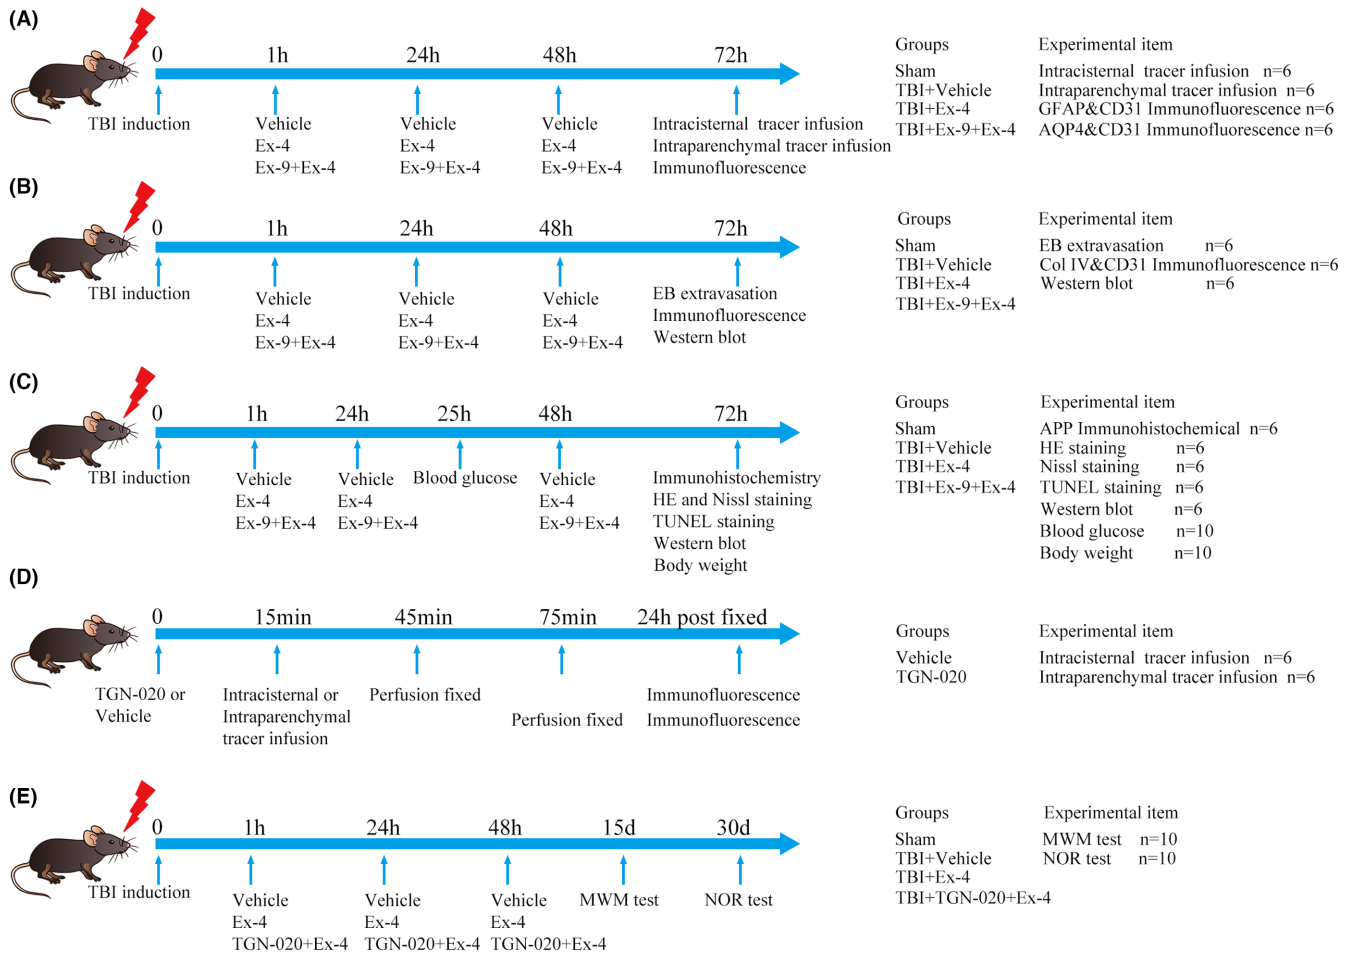 (A)
0 1h 24h 48h 72h
TBI induction
Vehicle
Ex-4
Ex-9+Ex-4
Vehicle
Ex-4
Ex-9+Ex-4
Vehicle
Ex-4
Ex-9+Ex-4
Intracisternal tracer infusion
Intraparenchymal tracer infusion
Immunofluorescence
Groups Experimental item
Sham Intracisternal tracer infusion n=6
TBI+Vehicle Intraparenchymal tracer infusion n=6
TBI+Ex-4 GFAP&CD31 Immunofluorescence n=6
TBI+Ex-9+Ex-4 AQP4&CD31 Immunofluorescence n=6
(B)
0 1h 24h 48h 72h
TBI induction
Vehicle
Ex-4
Ex-9+Ex-4
Vehicle
Ex-4
Ex-9+Ex-4
Vehicle
Ex-4
Ex-9+Ex-4
EB extravasation
Immunofluorescence
Western blot
Groups Experimental item
Sham EB extravasation n=6
TBI+Vehicle Col IV&CD31 Immunofluorescence n=6
TBI+Ex-4 Western blot n=6
TBI+Ex-9+Ex-4
(C)
0 1h 24h 25h 48h 72h
TBI induction
Vehicle
Ex-4
Ex-9+Ex-4
Vehicle
Ex-4
Ex-9+Ex-4
Blood glucose
Vehicle
Ex-4
Ex-9+Ex-4
Immunohistochemistry
HE and Nissl staining
TUNEL staining
Western blot
Body weight
Groups Experimental item
Sham APP Immunohistochemical n=6
TBI+Vehicle HE staining n=6
TBI+Ex-4 Nissl staining n=6
TBI+Ex-9+Ex-4 TUNEL staining n=6
Western blot n=6
Blood glucose n=10
Body weight n=10
(D)
0 15min 45min 75min 24h post fixed
TGN-020 or
Vehicle
Intracisternal or
Intraparenchymal
tracer infusion
Perfusion fixed
Perfusion fixed
Immunofluorescence
Immunofluorescence
Groups Experimental item
Vehicle Intracisternal tracer infusion n=6
TGN-020 Intraparenchymal tracer infusion n=6
(E)
0 1h 24h 48h 15d 30d
TBI induction
Vehicle
Ex-4
TGN-020+Ex-4
Vehicle
Ex-4
TGN-020+Ex-4
Vehicle
Ex-4
TGN-020+Ex-4
MWM test
NOR test
Groups Experimental item
Sham MWM test n=10
TBI+Vehicle NOR test n=10
TBI+Ex-4
TBI+TGN-020+Ex-4